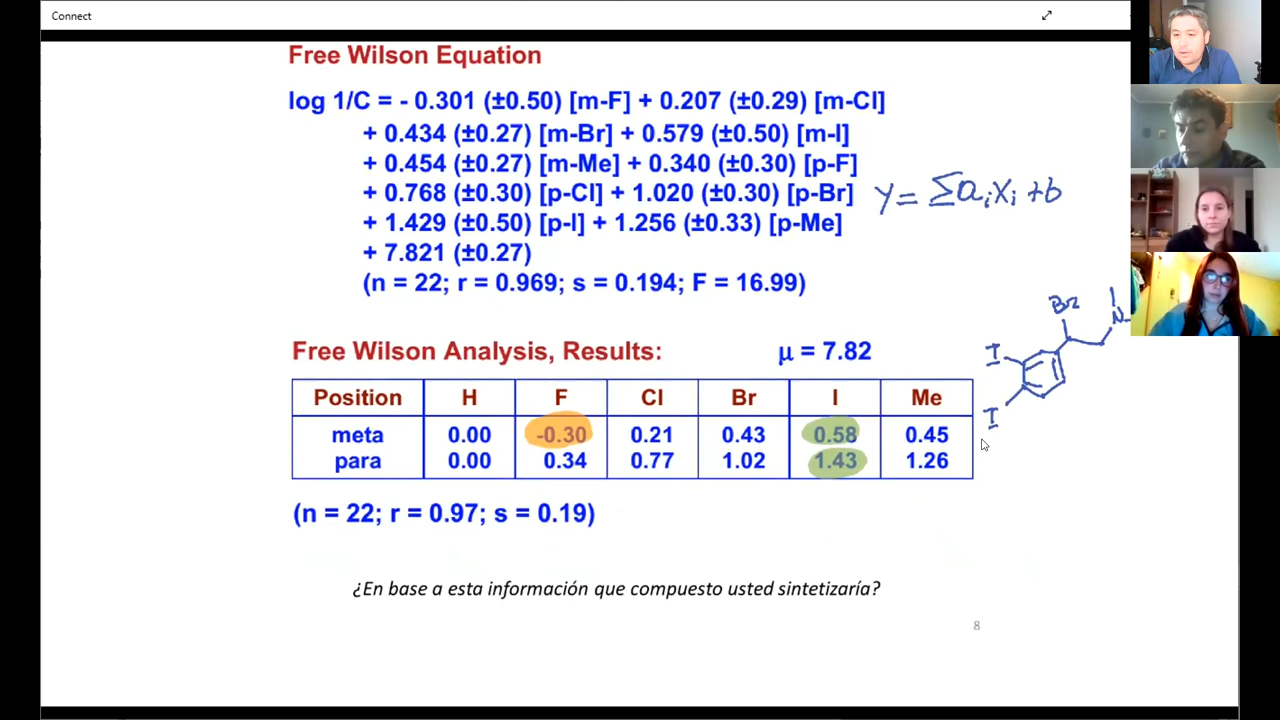 Connect
Free Wilson Equation
log 1/C = - 0.301 (±0.50) [m-F] + 0.207 (±0.29) [m-Cl]
+ 0.434 (±0.27) [m-Br] + 0.579 (±0.50) [m-I]
+ 0.454 (±0.27) [m-Me] + 0.340 (±0.30) [p-F]
+ 0.768 (±0.30) [p-Cl] + 1.020 (±0.30) [p-Br]
+ 1.429 (±0.50) [p-I] + 1.256 (±0.33) [p-Me]
+ 7.821 (±0.27)
(n = 22; r = 0.969; s = 0.194; F = 16.99)
y = Σaixi + b
Br
N
I
I
Free Wilson Analysis, Results: μ = 7.82
Position H F Cl Br I Me
meta 0.00 -0.30 0.21 0.43 0.58 0.45
para 0.00 0.34 0.77 1.02 1.43 1.26
(n = 22; r = 0.97; s = 0.19)
¿En base a esta información que compuesto usted sintetizaría?
8